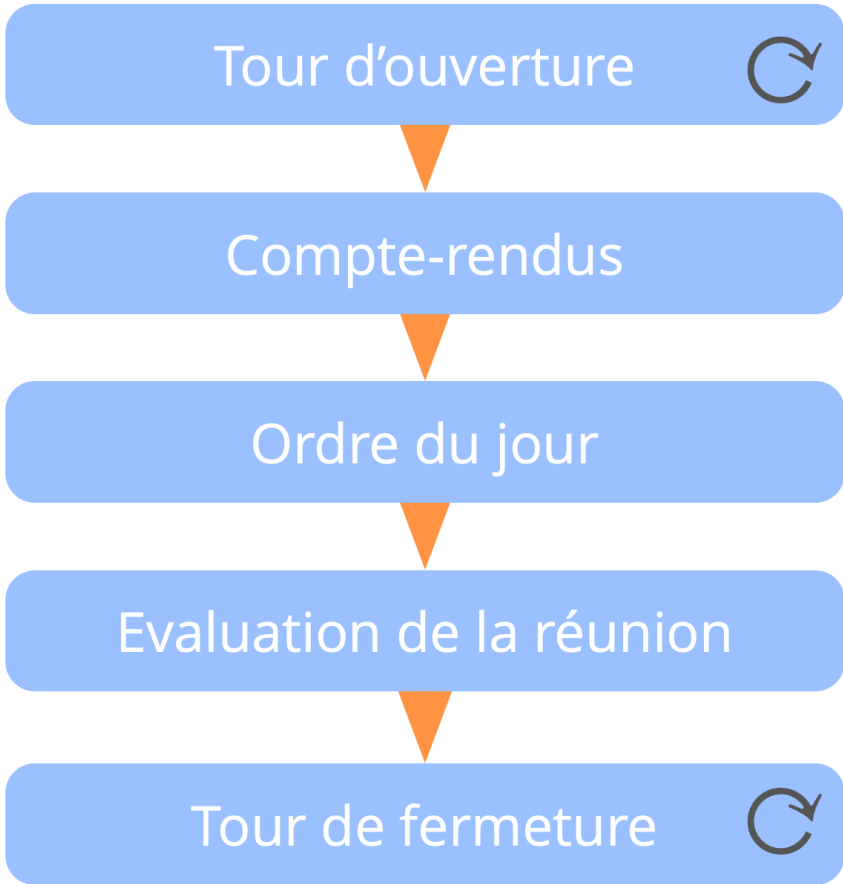 Tour d’ouverture
Compte-rendus
Ordre du jour
Evaluation de la réunion
Tour de fermeture